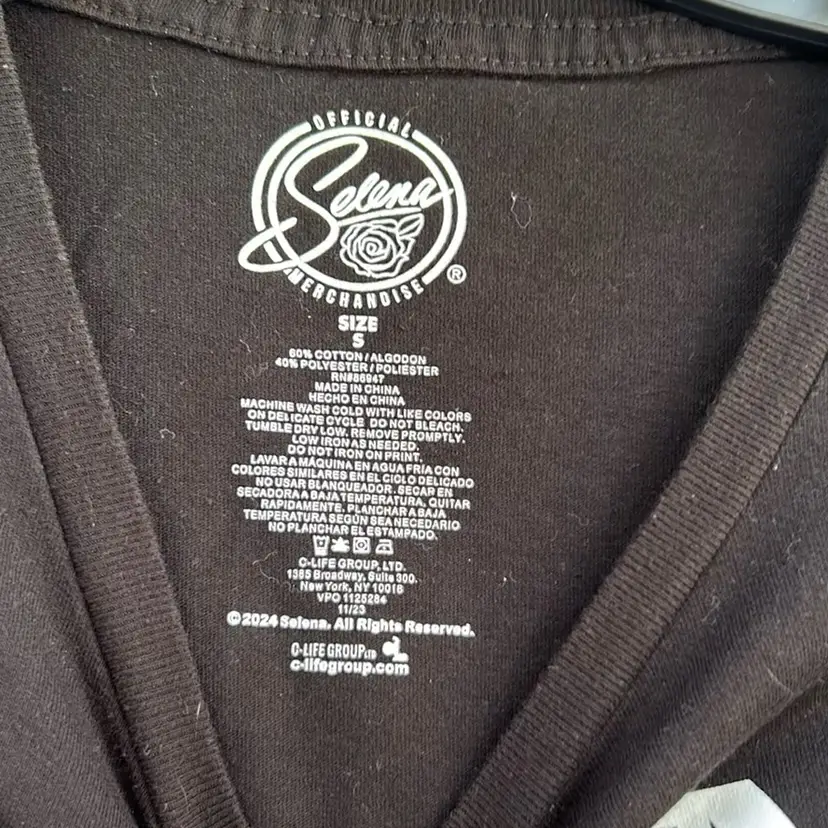 OFFICIAL
Selena
MERCHANDISE
®
SIZE
S
60% COTTON / ALGODON
40% POLYESTER / POLIESTER
RN#86947
MADE IN CHINA
HECHO EN CHINA
MACHINE WASH COLD WITH LIKE COLORS
ON DELICATE CYCLE DO NOT BLEACH.
TUMBLE DRY LOW. REMOVE PROMPTLY.
LOW IRON AS NEEDED.
DO NOT IRON ON PRINT.
LAVAR A MÁQUINA EN AGUA FRÍA CON
COLORES SIMILARES EN EL CICLO DELICADO
NO USAR BLANQUEADOR. SECAR EN
SECADORA A BAJA TEMPERATURA. QUITAR
RAPIDAMENTE. PLANCHAR A BAJA
TEMPERATURA SEGÚN SEA NECEDARIO
NO PLANCHAR EL ESTAMPADO.
C-LIFE GROUP, LTD.
1385 Broadway, Suite 300.
New York, NY 10018
VPO 1125284
11/23
©2024 Selena. All Rights Reserved.
C-LIFE GROUP LTD
c-lifegroup.com